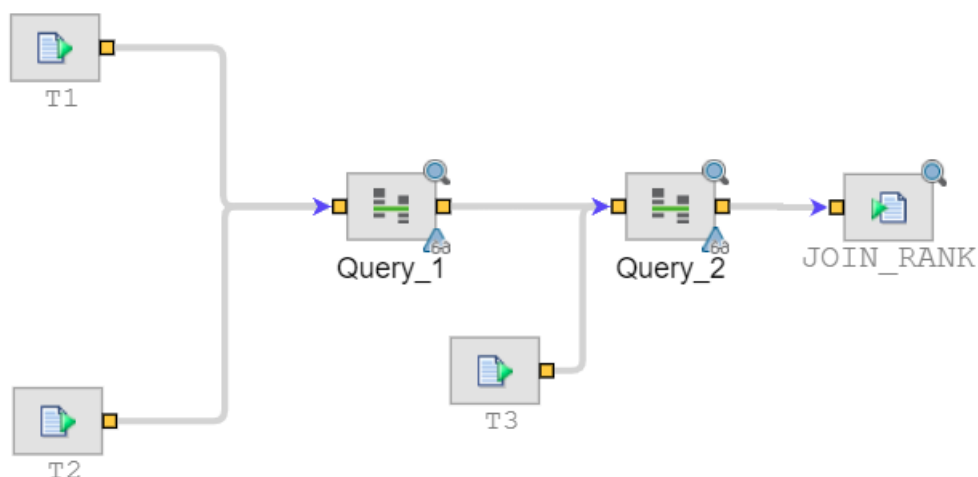 T1
Query_1
Query_2
JOIN_RANK
T3
T2